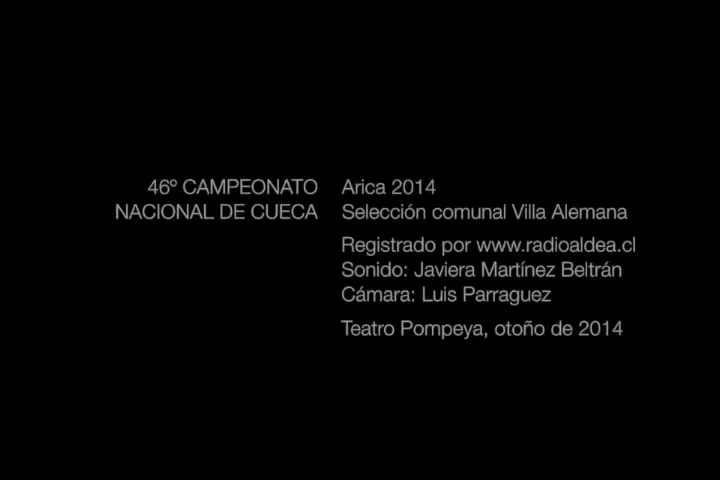 46º CAMPEONATO
NACIONAL DE CUECA
Arica 2014
Selección comunal Villa Alemana
Registrado por www.radioaldea.cl
Sonido: Javiera Martínez Beltrán
Cámara: Luis Parraguez
Teatro Pompeya, otoño de 2014